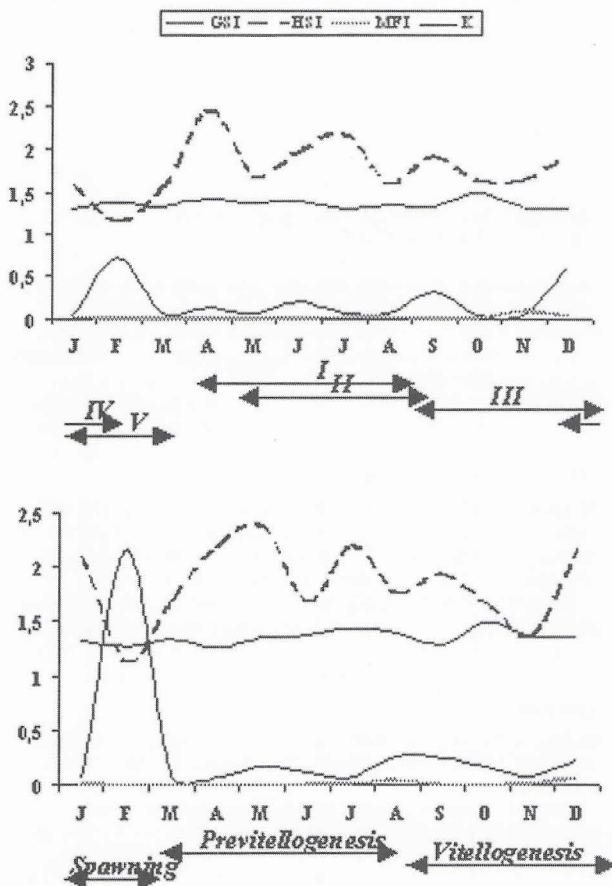 GSI HSI MFI K
3
2,5
2
1,5
1
0,5
0
J F M A M J J A S O N D
I
II
III
IV
V
2,5
2
1,5
1
0,5
0
J F M A M J J A S O N D
Previtellogenesis
Spawning
Vitellogenesis